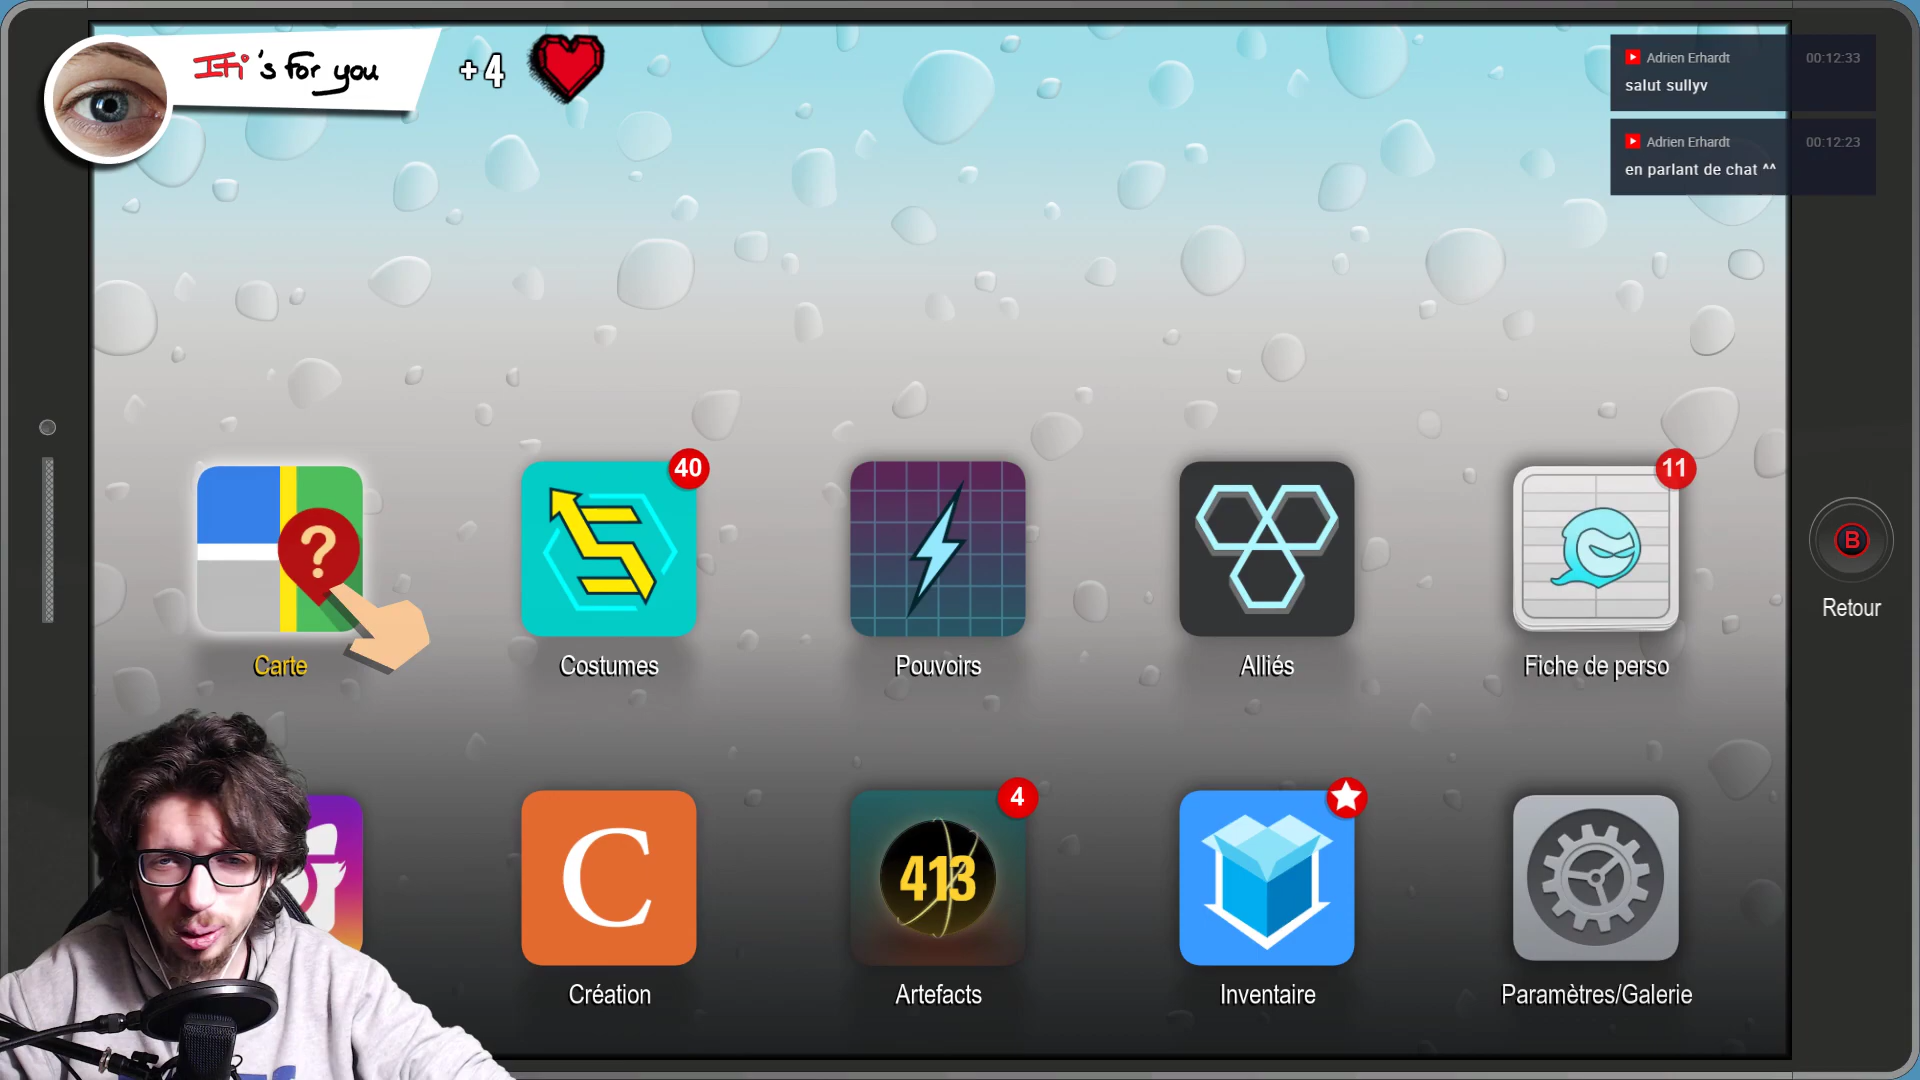 Iti's for you
+4
Adrien Erhardt 00:12:33
salut sullyv
Adrien Erhardt 00:12:23
en parlant de chat ^^
40
11
?
B
Retour
Carte
Costumes
Pouvoirs
Alliés
Fiche de perso
4
C
413
Création
Artefacts
Inventaire
Paramètres/Galerie